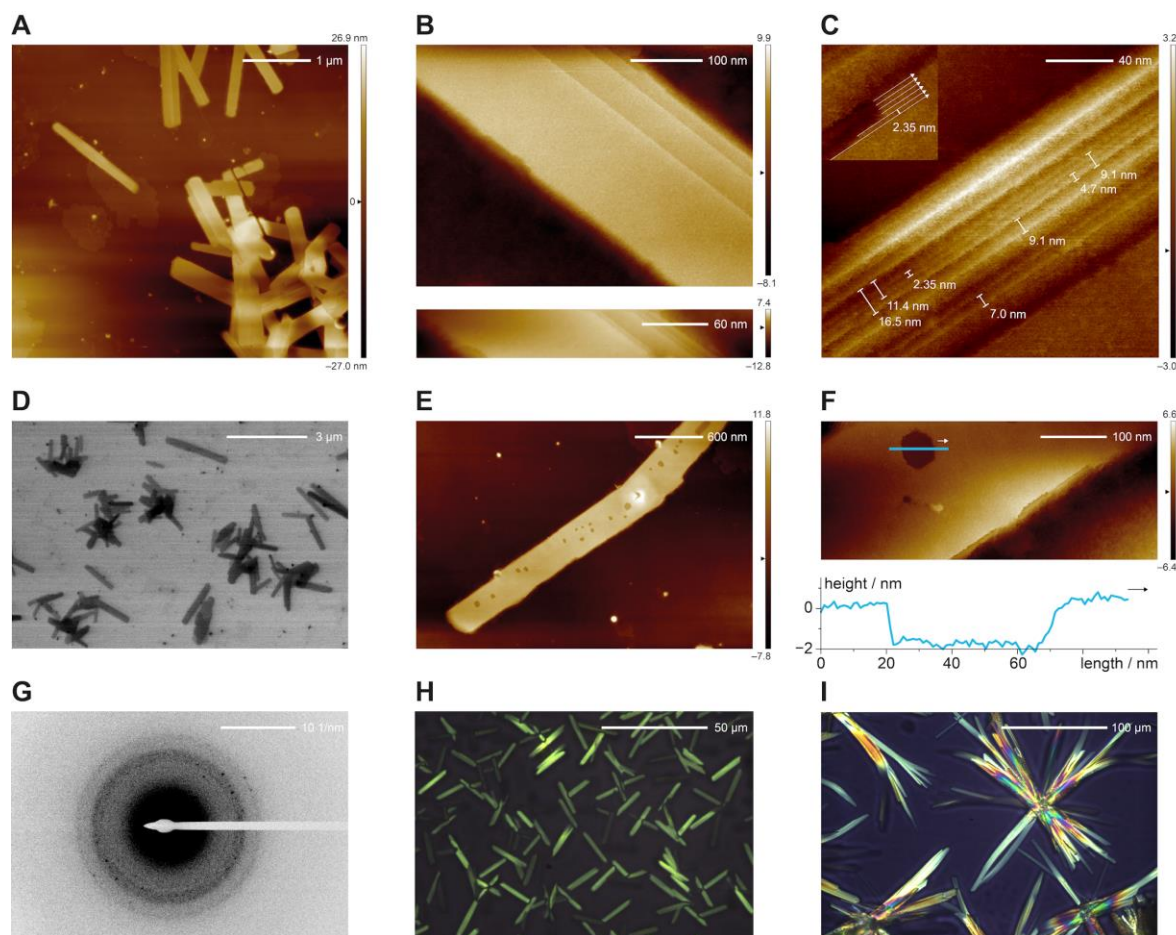 A
26.9 nm
1 µm
0
−27.0 nm
B
9.9
100 nm
−8.1
7.4
60 nm
−12.8
C
3.2
40 nm
2.35 nm
9.1 nm
4.7 nm
9.1 nm
2.35 nm
11.4 nm
16.5 nm
7.0 nm
−3.0
D
3 µm
E
11.8
600 nm
−7.8
F
6.6
100 nm
−6.4
height / nm
0
−2
0 20 40 60 length / nm
G
10 1/nm
H
50 µm
I
100 µm